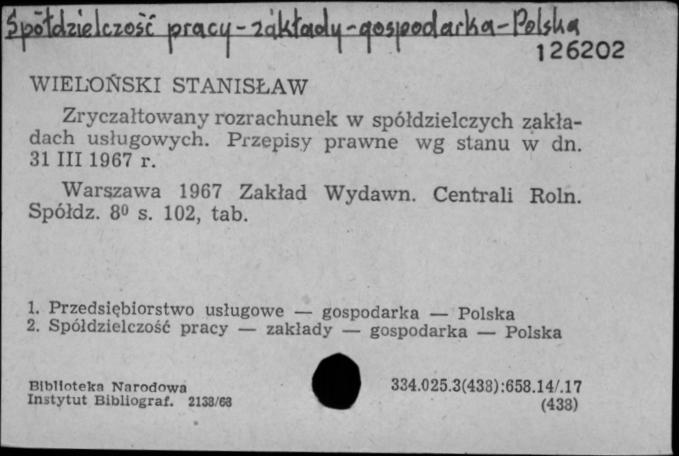 Spółdzielczość pracy - zakłady - gospodarka - Polska
126202
WIELOŃSKI STANISŁAW
Zryczałtowany rozrachunek w spółdzielczych zakła-
dach usługowych. Przepisy prawne wg stanu w dn.
31 III 1967 r.
Warszawa 1967 Zakład Wydawn. Centrali Roln.
Spółdz. 8⁰ s. 102, tab.
1. Przedsiębiorstwo usługowe — gospodarka — Polska
2. Spółdzielczość pracy — zakłady — gospodarka — Polska
Biblioteka Narodowa
Instytut Bibliograf. 2138/68
334.025.3(438):658.14/.17
(438)